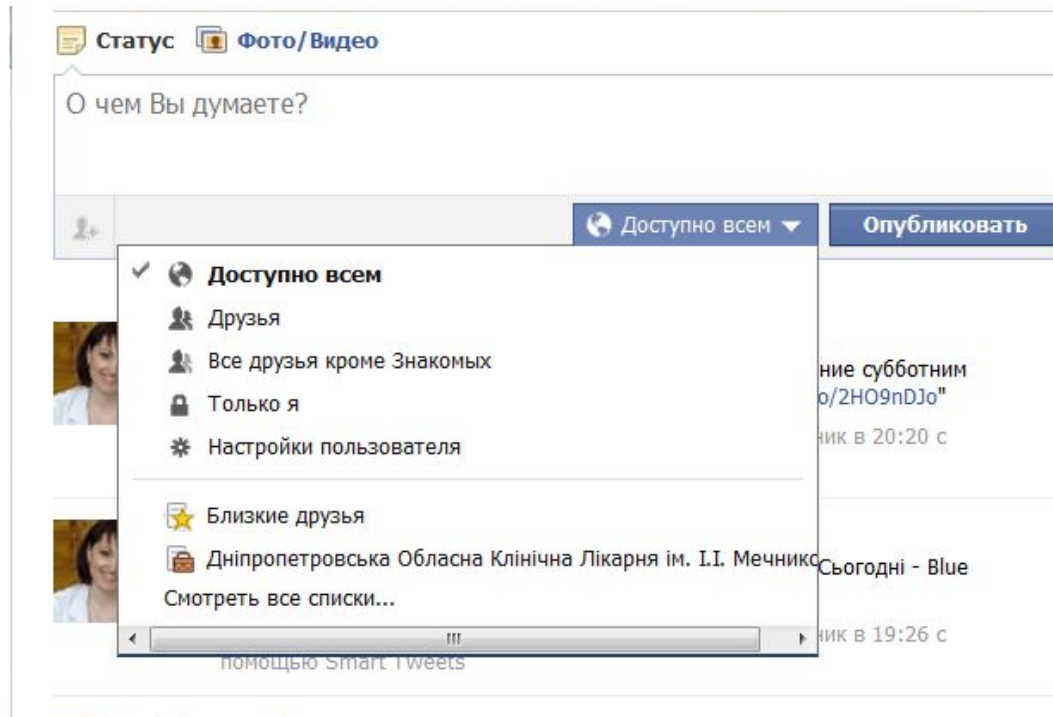 Статус Фото/Видео
О чем Вы думаете?
Доступно всем Опубликовать
Доступно всем
Друзья
Все друзья кроме Знакомых
Только я
Настройки пользователя
ние субботним
o/2HO9nDJo"
ник в 20:20 с
Близкие друзья
Дніпропетровська Обласна Клінічна Лікарня ім. І.І. Мечнико
Смотреть все списки...
Сьогодні - Blue
ник в 19:26 с
помощью Smart Tweets